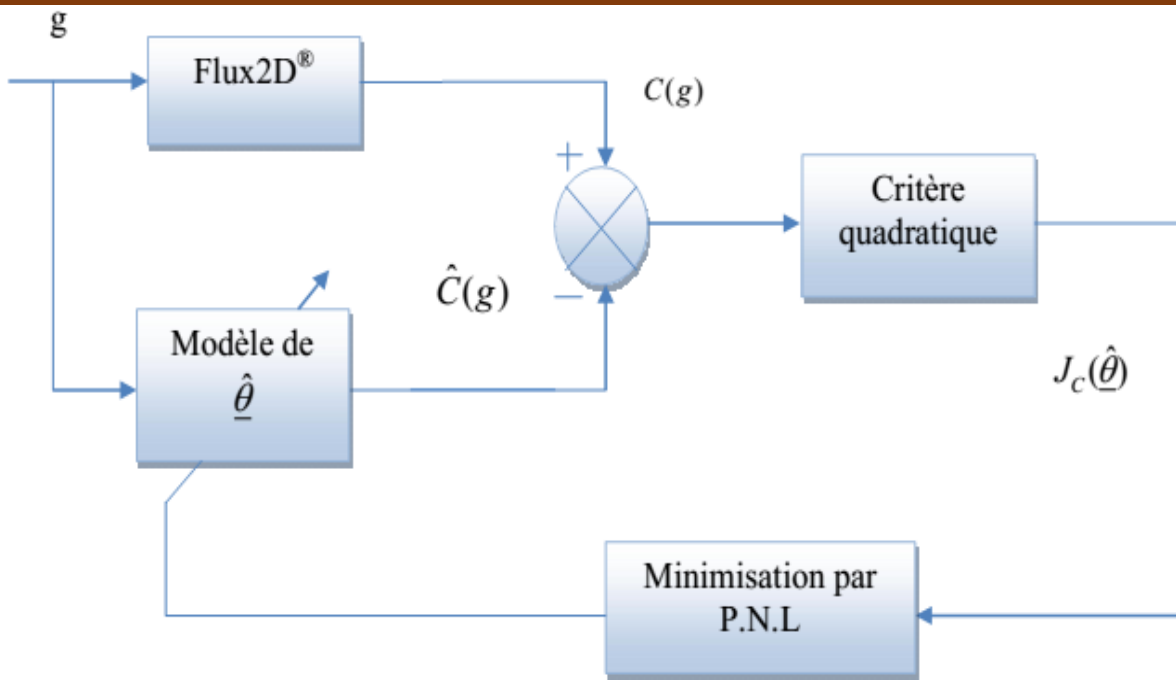 g
Flux2D®
C(g)
+
Critère
quadratique
Ĉ(g)
−
Modèle de
θ̲̂
J_C(θ̲̂)
Minimisation par
P.N.L